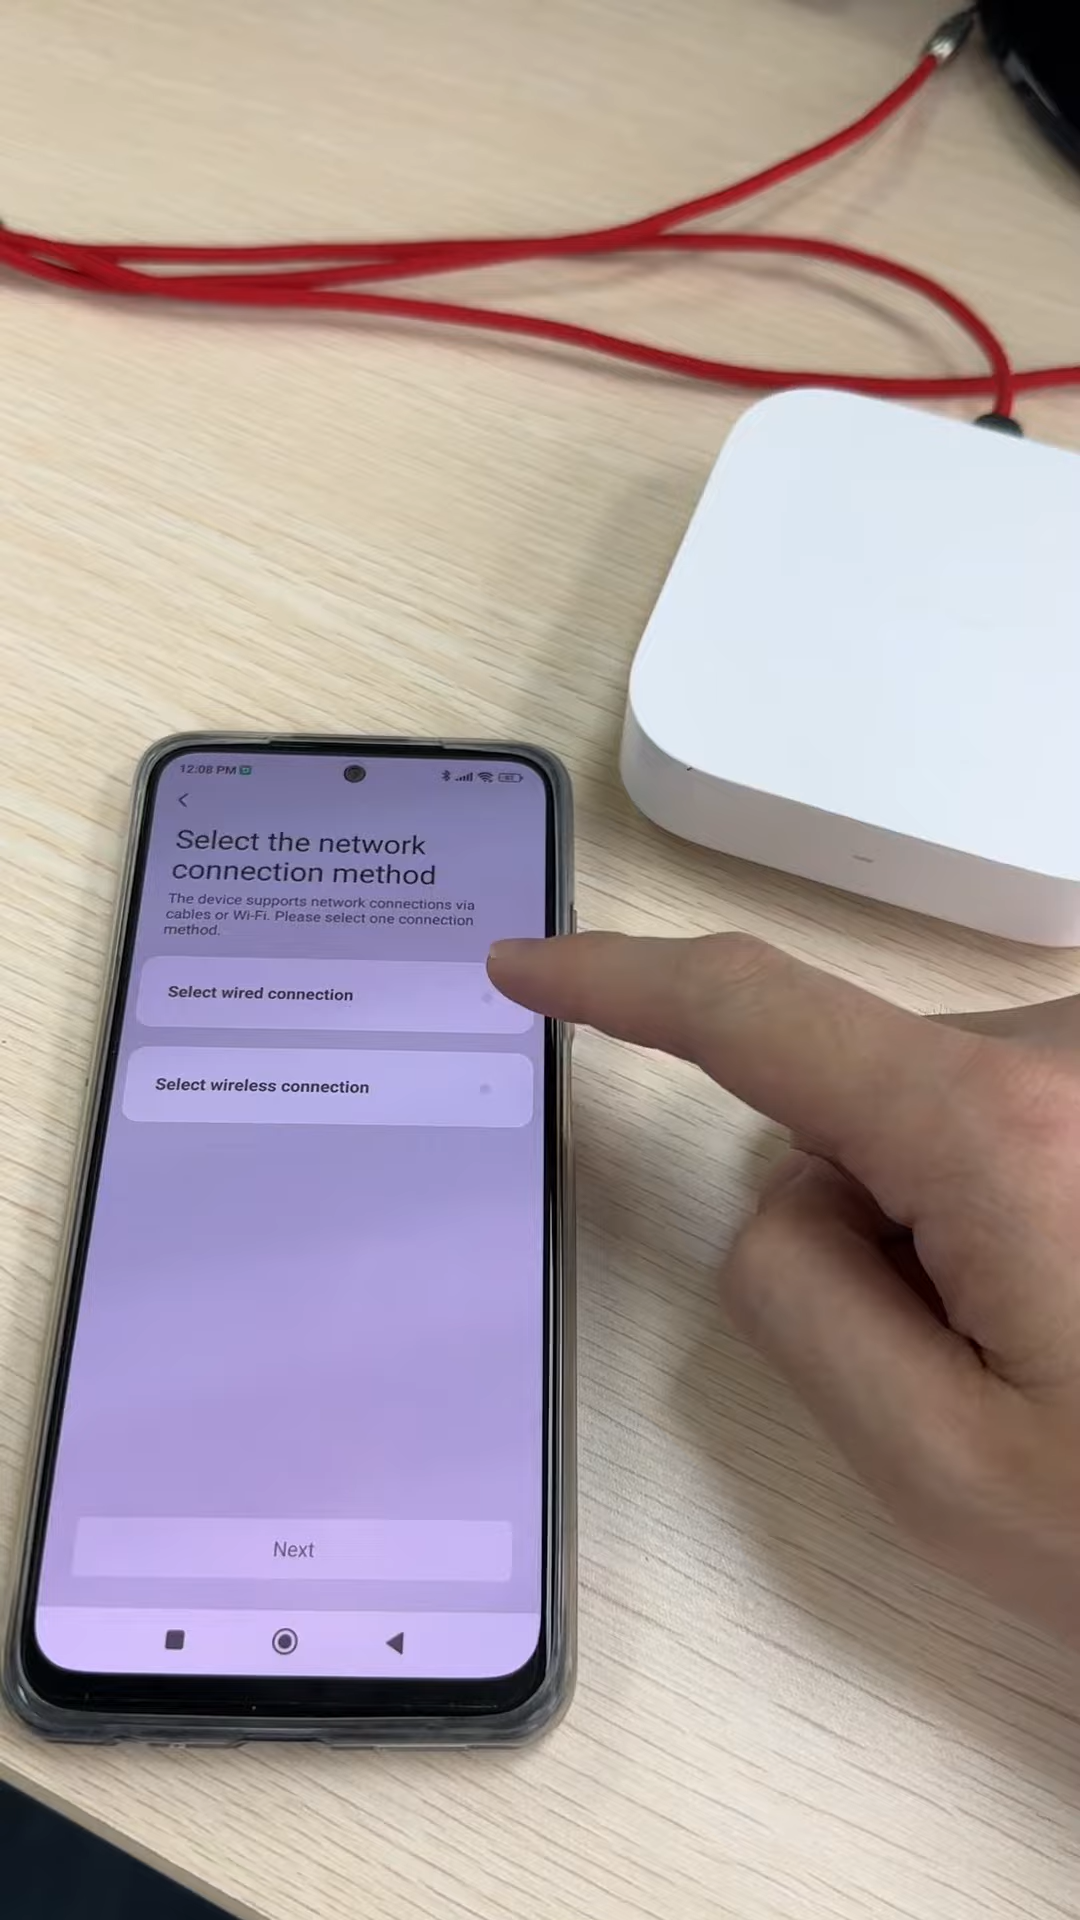 12:08 PM
Select the network
connection method
The device supports network connections via
cables or Wi-Fi. Please select one connection
method.
Select wired connection
Select wireless connection
Next